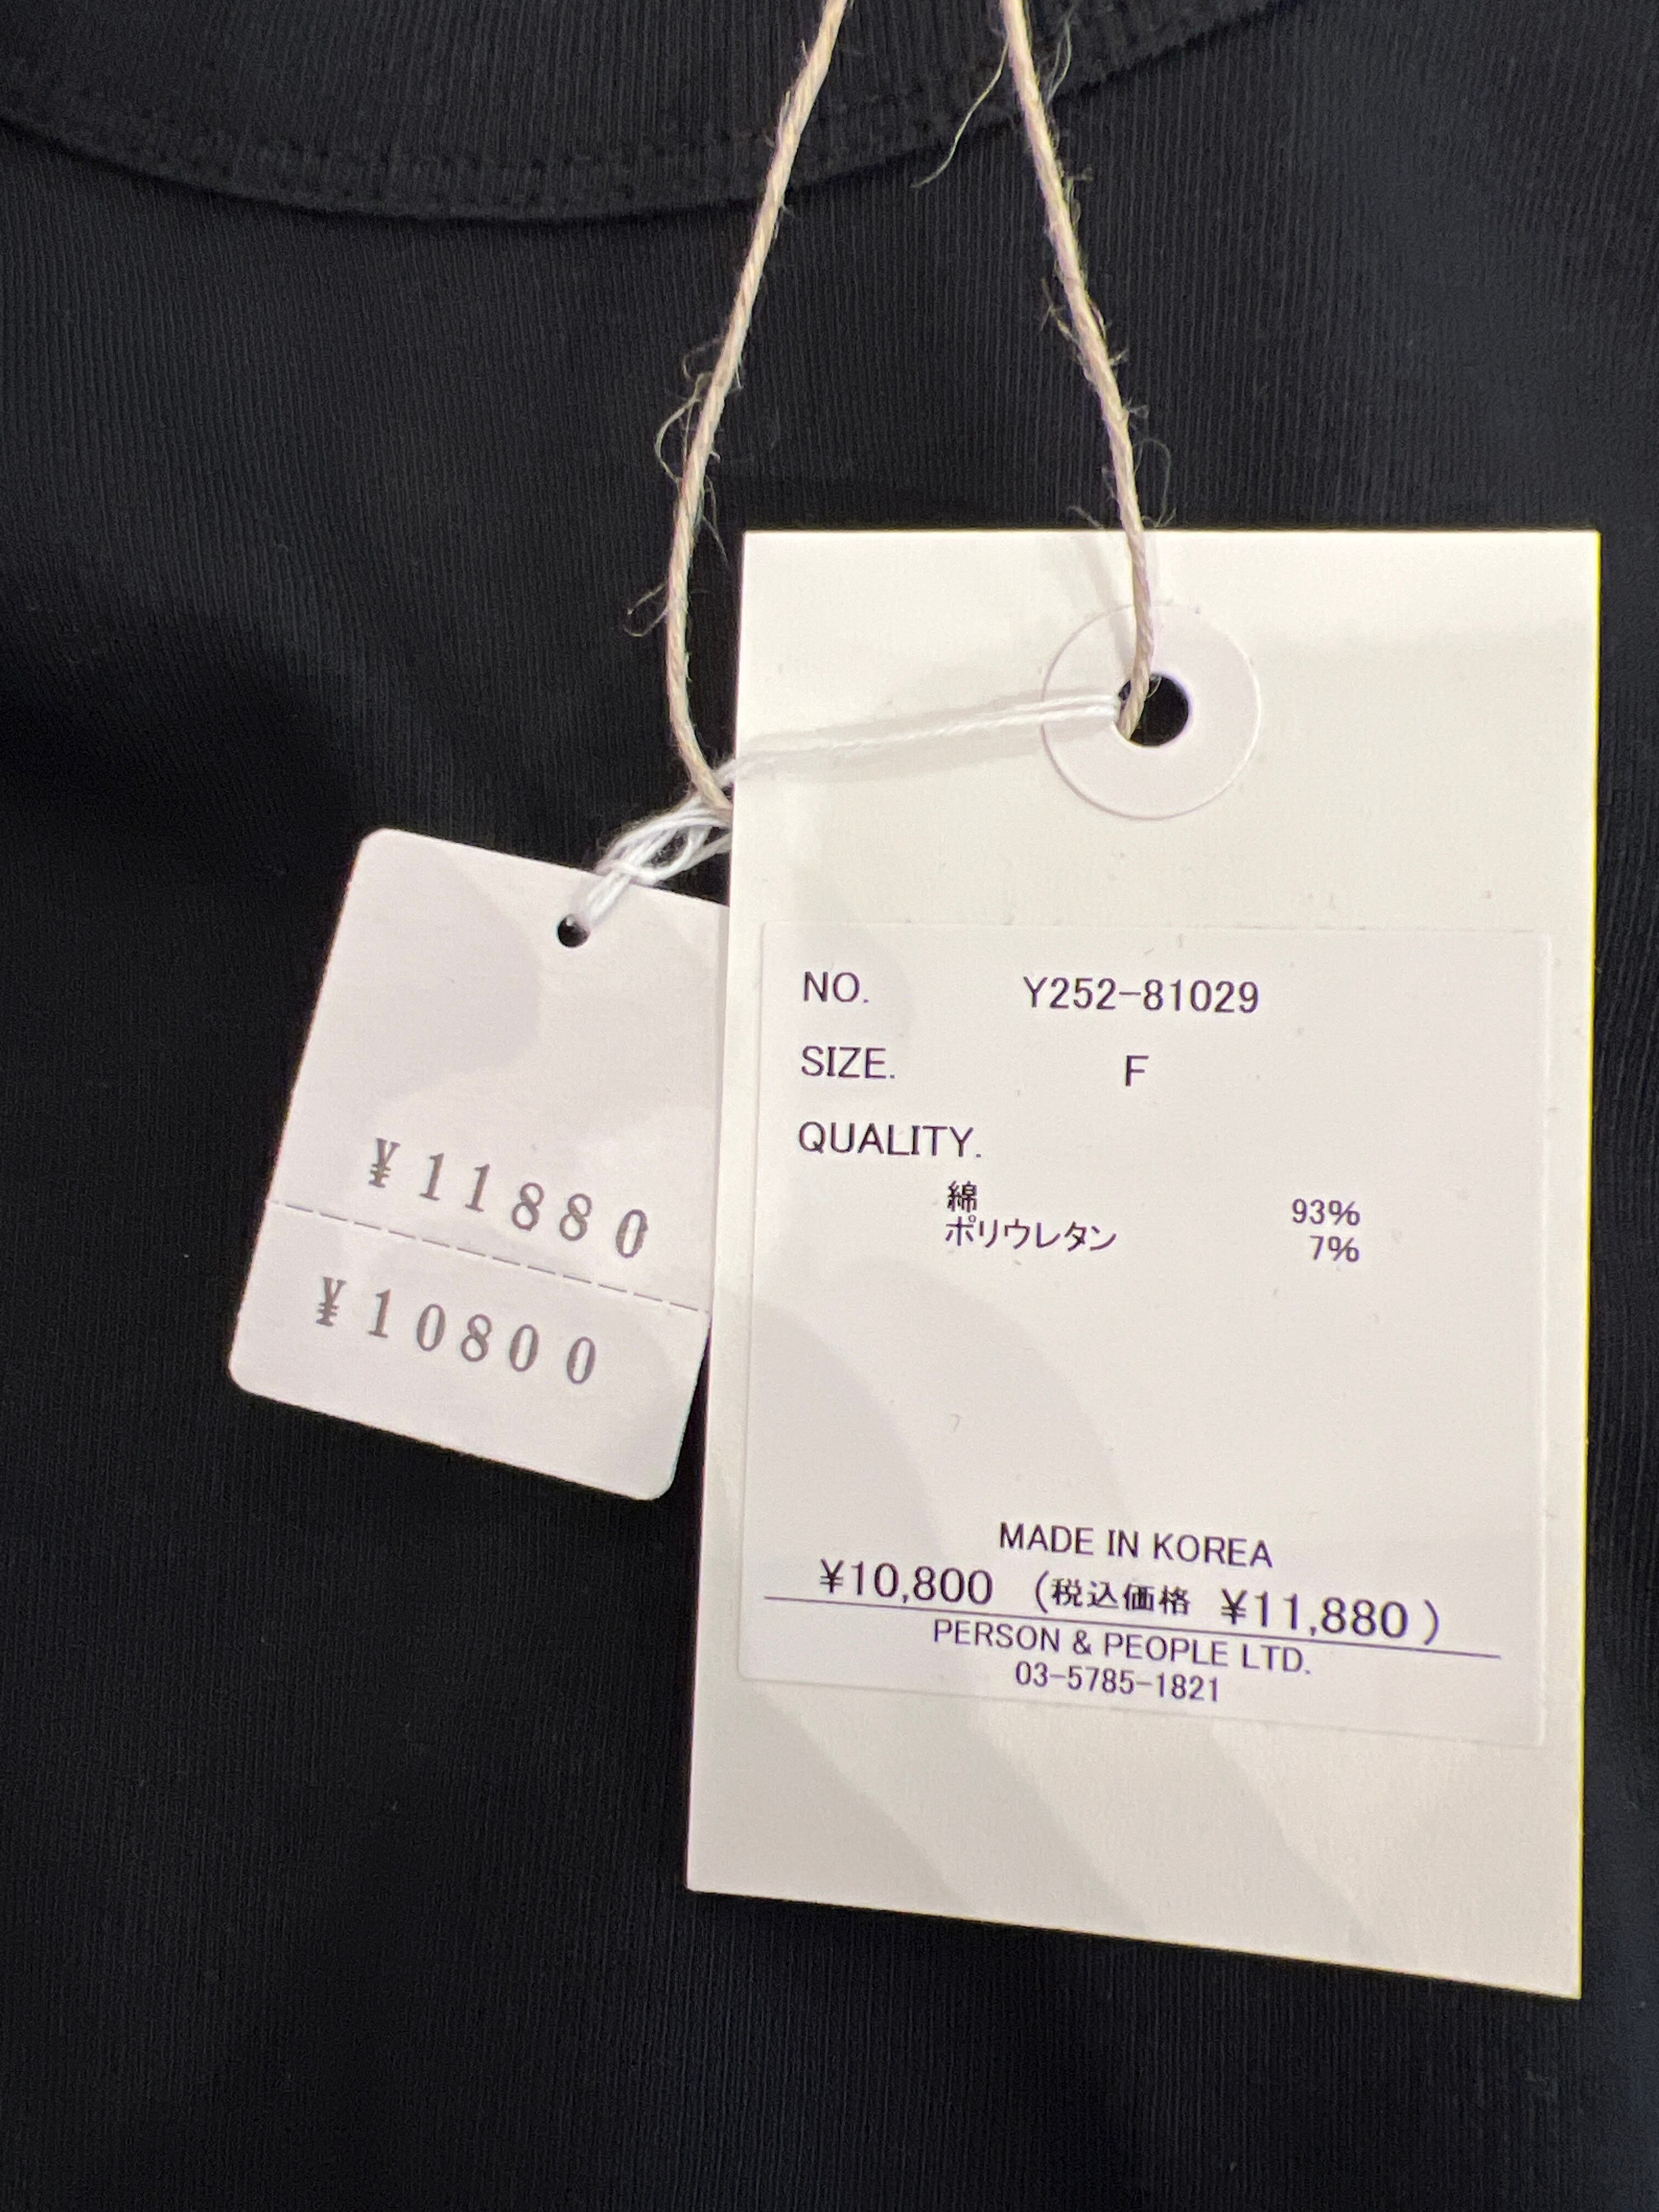 ¥11880
¥10800
NO. Y252-81029
SIZE. F
QUALITY.
綿 93%
ポリウレタン 7%
MADE IN KOREA
¥10,800 (税込価格 ¥11,880)
PERSON & PEOPLE LTD.
03-5785-1821